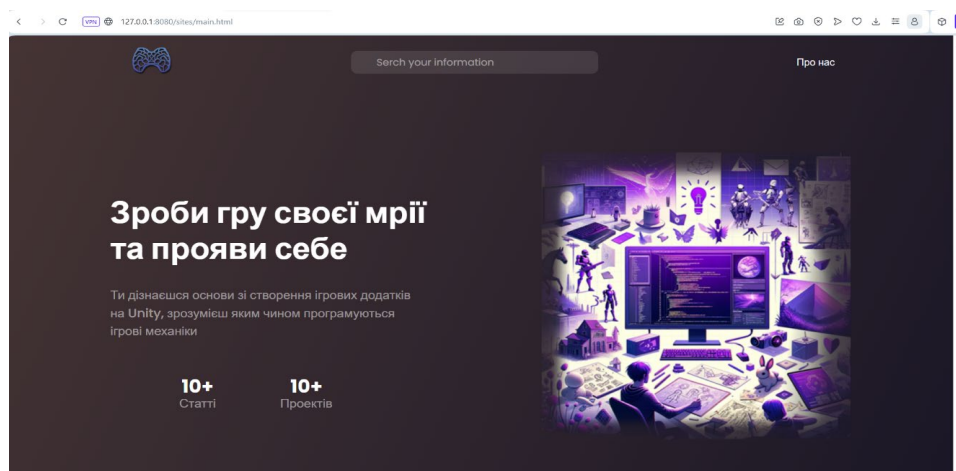 VPN 127.0.0.1:8080/sites/main.html
Serch your information
Про нас
Зроби гру своєї мрії
та прояви себе
Ти дізнаєшся основи зі створення ігрових додатків
на Unity, зрозумієш яким чином програмуються
ігрові механіки
10+ 10+
Статті Проектів